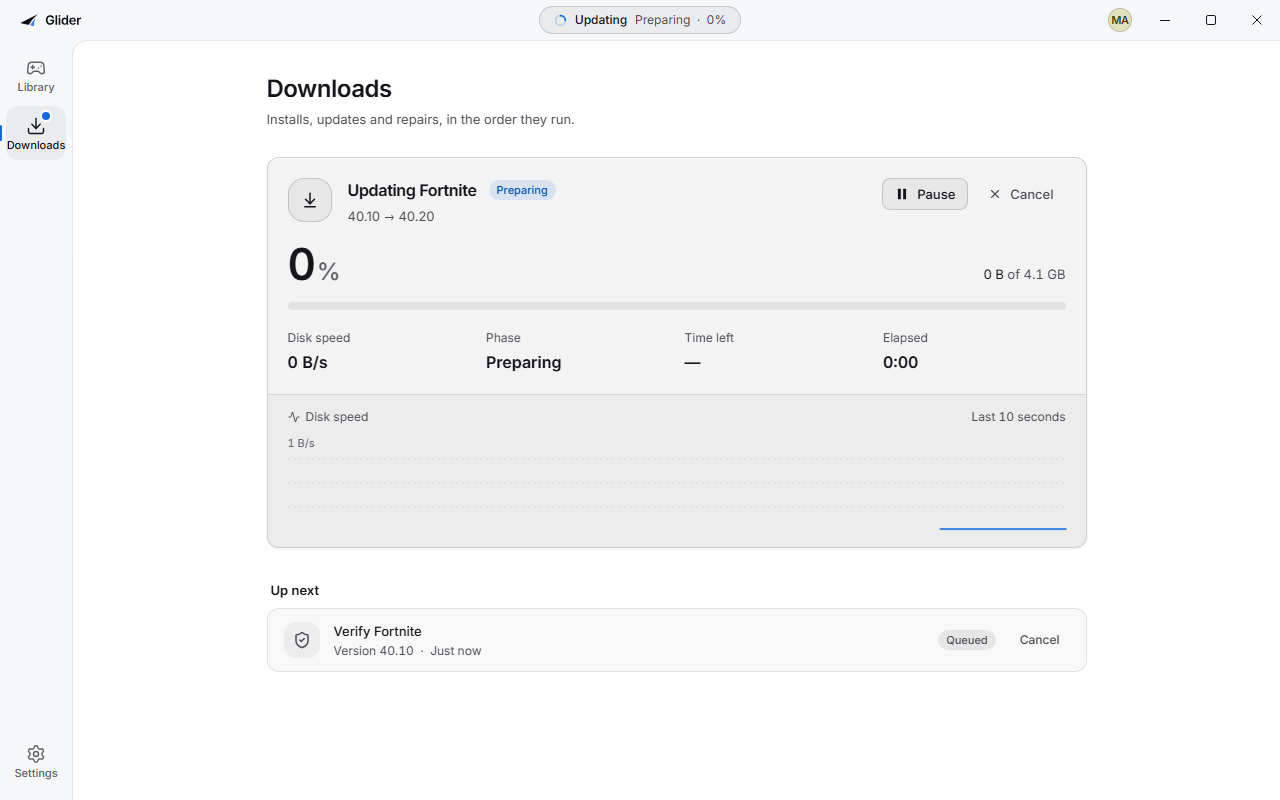 Glider
Updating Preparing · 0%
MA
Library
Downloads
Settings
Downloads
Installs, updates and repairs, in the order they run.
Updating Fortnite Preparing
40.10 → 40.20
Pause Cancel
0%
0 B of 4.1 GB
Disk speed Phase Time left Elapsed
0 B/s Preparing — 0:00
Disk speed Last 10 seconds
1 B/s
Up next
Verify Fortnite
Version 40.10 · Just now
Queued Cancel